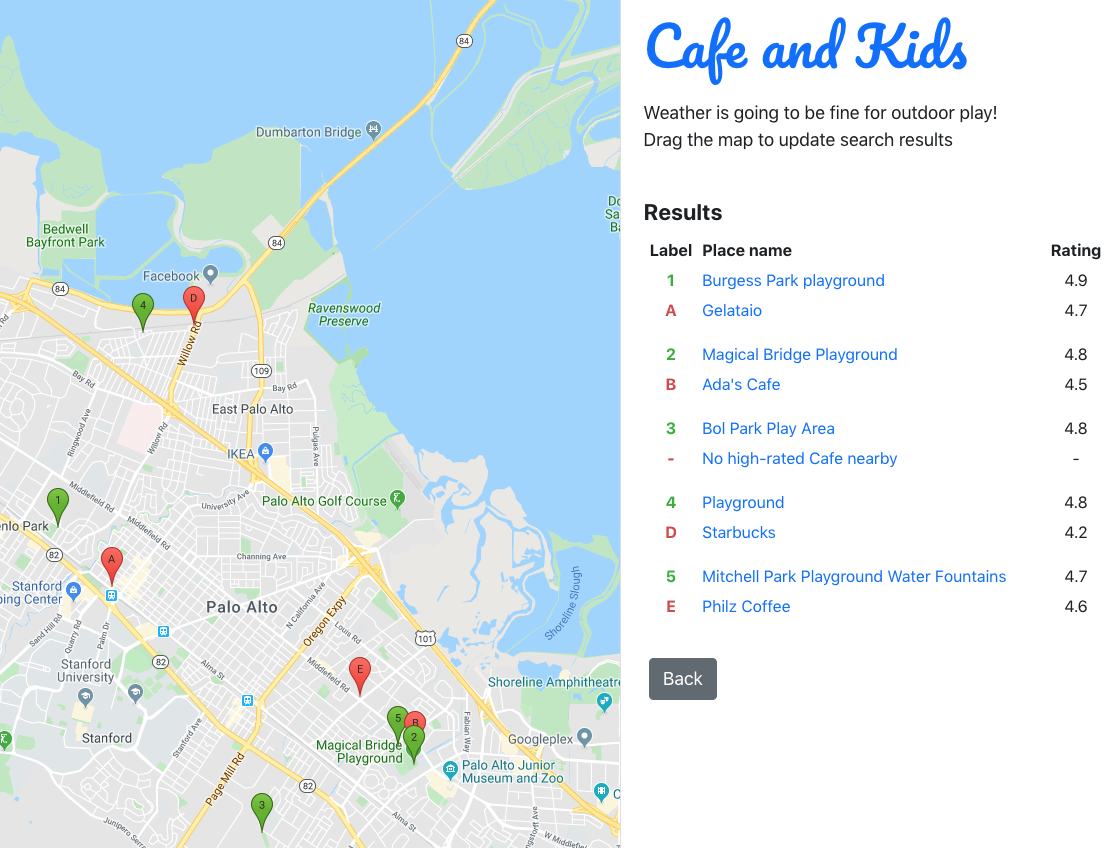 84
Dumbarton Bridge
Do
Sa
Ba
Bedwell
Bayfront Park
84
Facebook
84
4
D
Ravenswood
Preserve
Willow Rd
109
Bay Rd
Bay Rd
East Palo Alto
Ringwood Ave
Willow Rd
Pulgas Ave
IKEA
Middlefield Rd
University Ave
Palo Alto Golf Course
1
enlo Park
Middlefield Rd
82
A
Channing Ave
Stanford
ping Center
Palo Alto
N California Ave
Oregon Expy
Shoreline Slough
Sand Hill Rd
Quarry Rd
Palm Dr
Louis Rd
101
82
Alma St
Middlefield Rd
E
Stanford
University
Shoreline Amphitheatre
Stanford Ave
Stanford
5
B
2
Fabian Way
Googleplex
Magical Bridge
Playground
Palo Alto Junior
Museum and Zoo
Page Mill Rd
82
C
3
Junipero Serra
Alma St
ngstorff Ave
W Middlefield
Cafe and Kids
Weather is going to be fine for outdoor play!
Drag the map to update search results
Results
Label Place name Rating
1 Burgess Park playground 4.9
A Gelataio 4.7
2 Magical Bridge Playground 4.8
B Ada's Cafe 4.5
3 Bol Park Play Area 4.8
- No high-rated Cafe nearby -
4 Playground 4.8
D Starbucks 4.2
5 Mitchell Park Playground Water Fountains 4.7
E Philz Coffee 4.6
Back